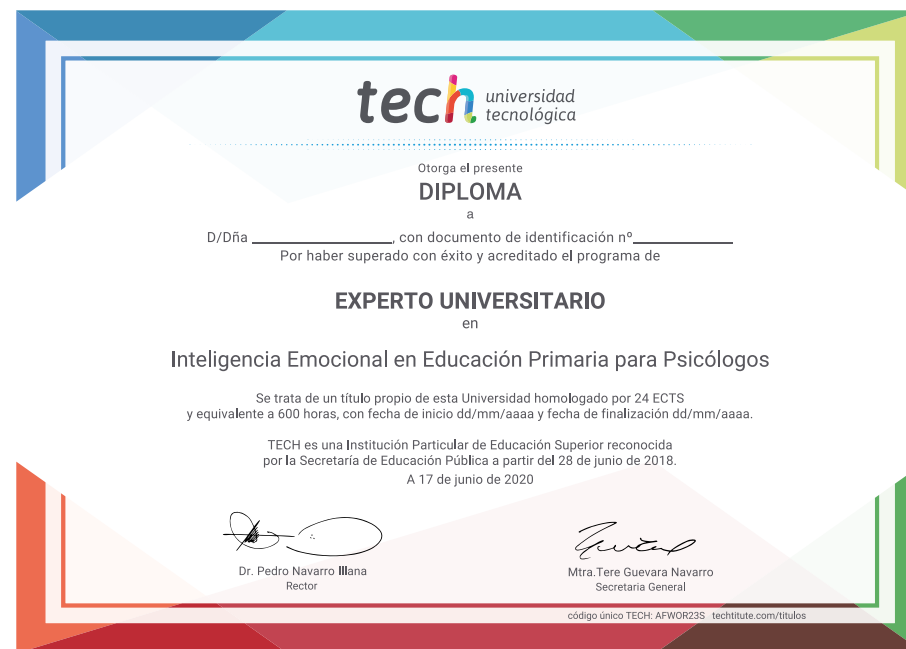 tech universidad
tecnológica
Otorga el presente
DIPLOMA
a
D/Dña ____________________, con documento de identificación nº______________
Por haber superado con éxito y acreditado el programa de
EXPERTO UNIVERSITARIO
en
Inteligencia Emocional en Educación Primaria para Psicólogos
Se trata de un título propio de esta Universidad homologado por 24 ECTS
y equivalente a 600 horas, con fecha de inicio dd/mm/aaaa y fecha de finalización dd/mm/aaaa.
TECH es una Institución Particular de Educación Superior reconocida
por la Secretaría de Educación Pública a partir del 28 de junio de 2018.
A 17 de junio de 2020
Dr. Pedro Navarro Illana
Rector
Mtra.Tere Guevara Navarro
Secretaria General
código único TECH: AFWOR23S techtitute.com/titulos